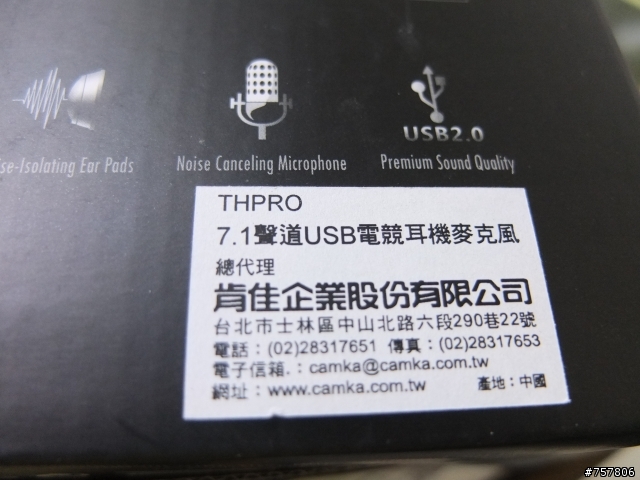 USB2.0
-Isolating Ear Pads
Noise Canceling Microphone
Premium Sound Quality
THPRO
7.1聲道USB電競耳機麥克風
總代理
肯佳企業股份有限公司
台北市士林區中山北路六段290巷22號
電話：(02)28317651 傳真：(02)28317653
電子信箱.：camka@camka.com.tw
網址：www.camka.com.tw
產地：中國
#757806